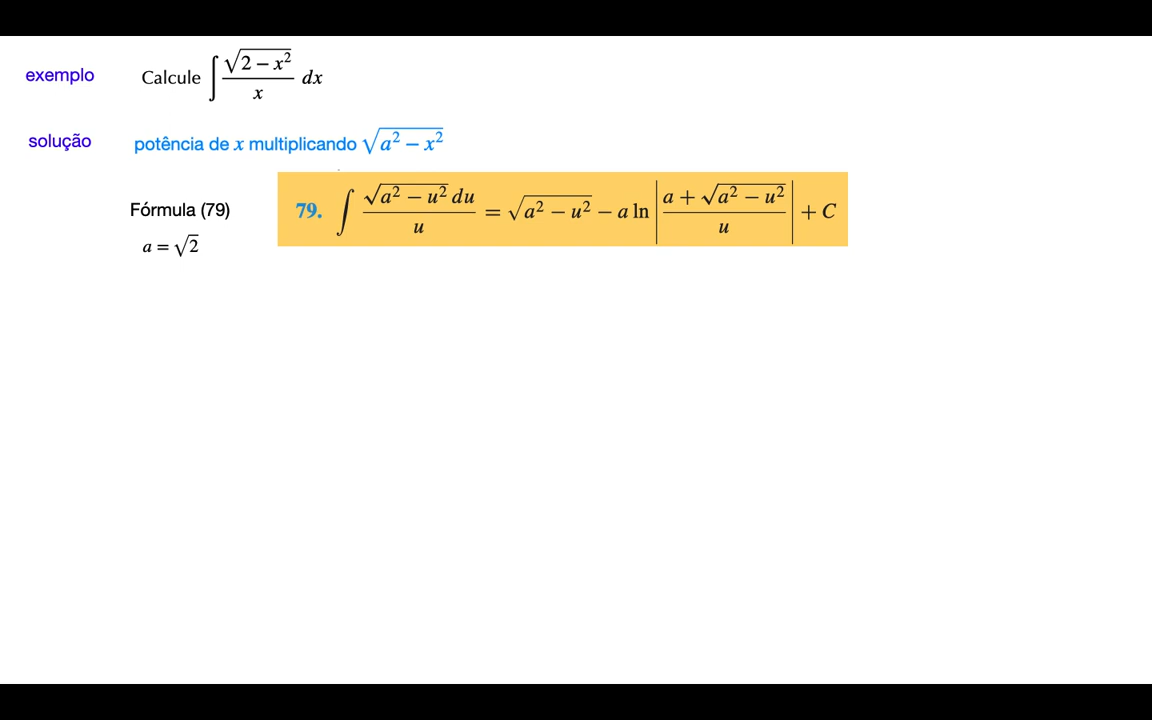 exemplo Calcule ∫ √(2 − x²) / x dx
solução potência de x multiplicando √(a² − x²)
Fórmula (79) 79. ∫ √(a² − u²) du / u = √(a² − u²) − a ln | (a + √(a² − u²)) / u | + C
a = √2